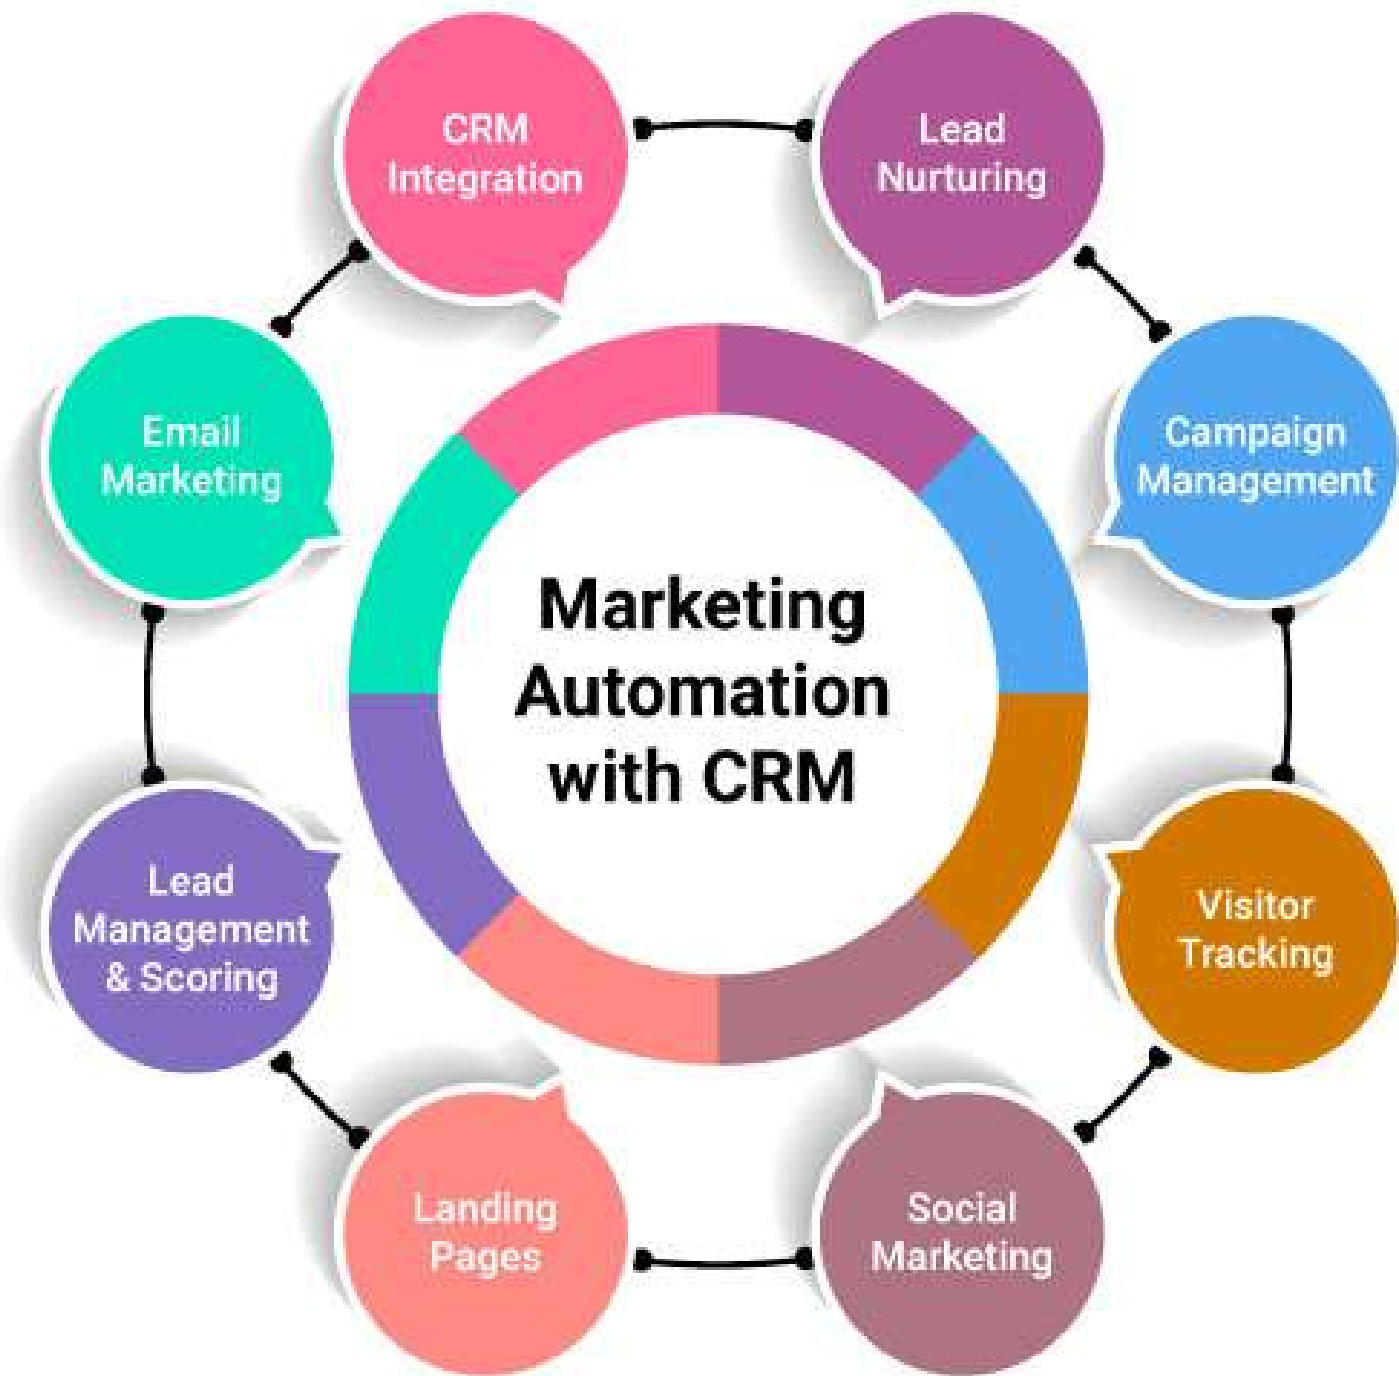 CRM
Integration
Lead
Nurturing
Email
Marketing
Campaign
Management
Marketing
Automation
with CRM
Lead
Management
& Scoring
Visitor
Tracking
Landing
Pages
Social
Marketing